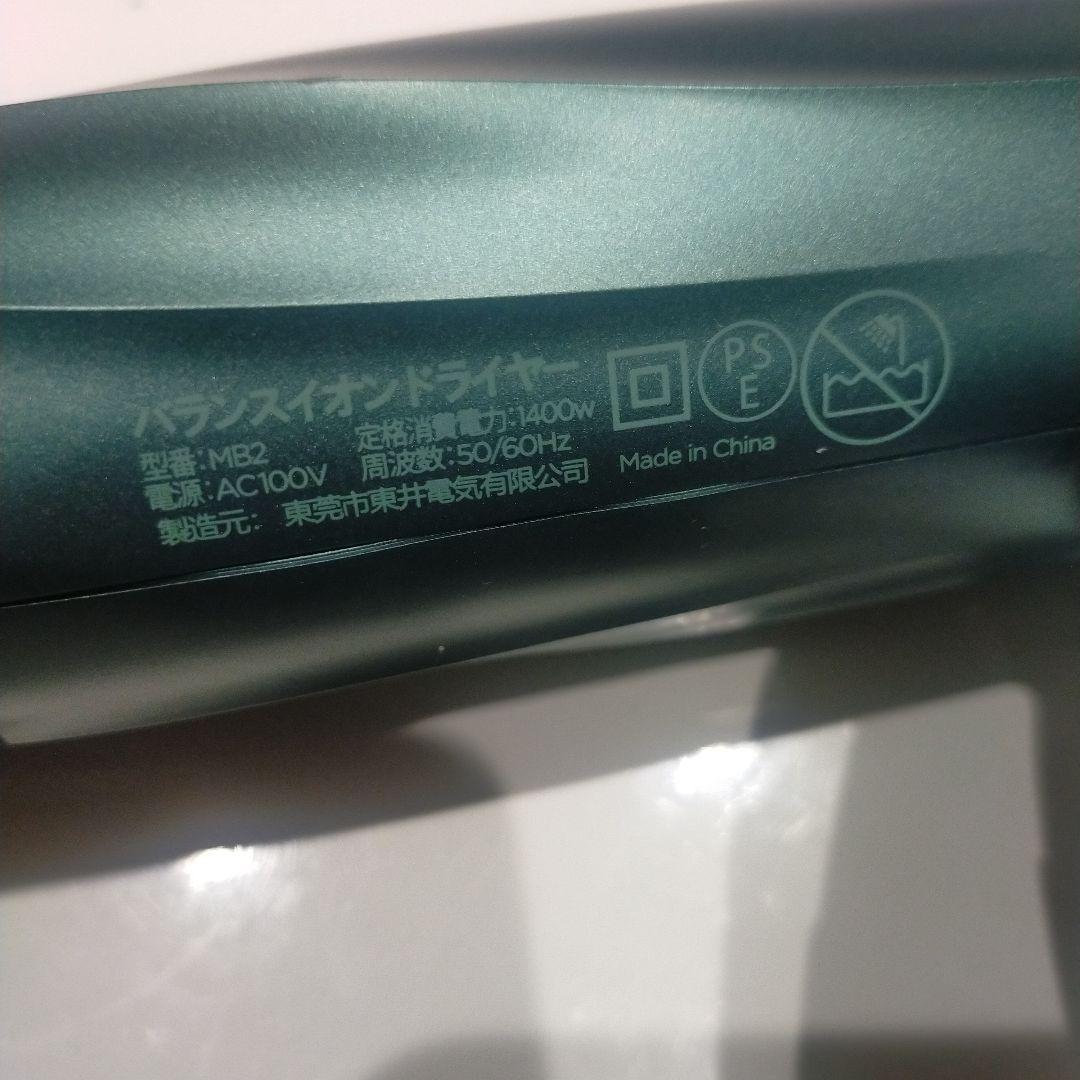 バランスイオンドライヤー
型番:MB2 定格消費電力:1400w
電源:AC100V 周波数:50/60Hz
製造元: 東莞市東井電気有限公司
PS
E
Made in China